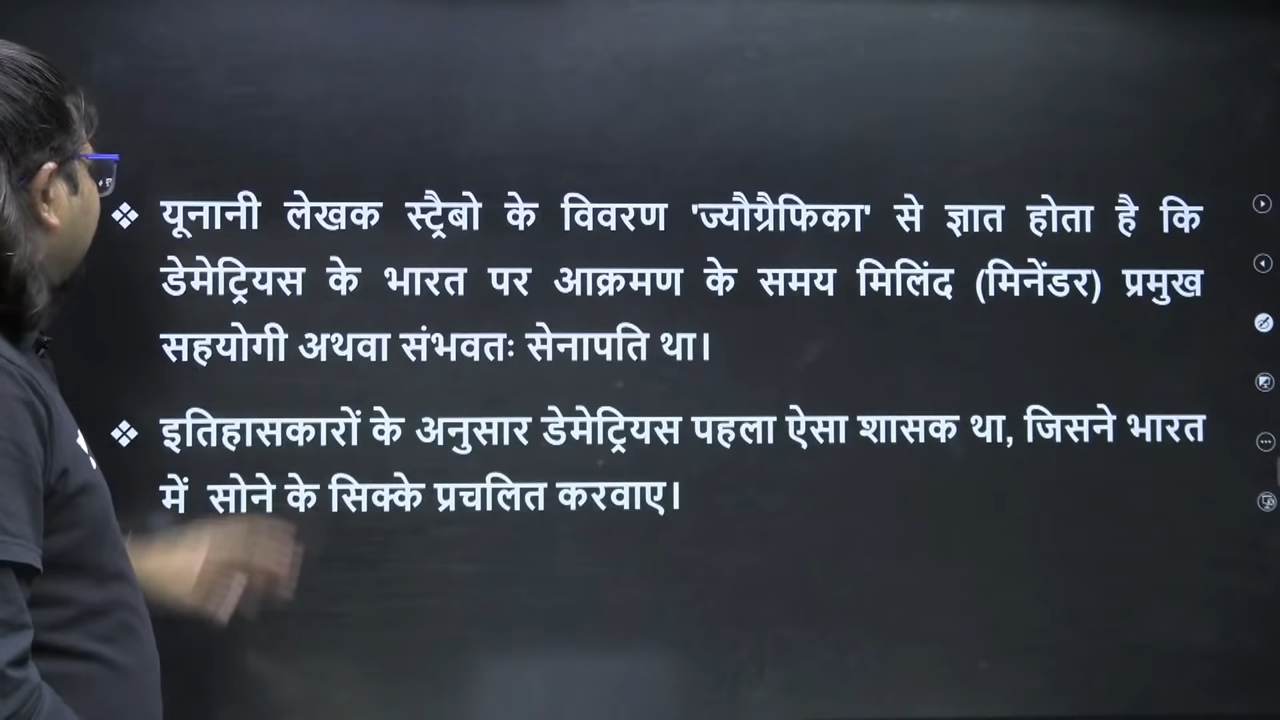 ❖ यूनानी लेखक स्ट्रैबो के विवरण 'ज्यौग्रैफिका' से ज्ञात होता है कि
डेमेट्रियस के भारत पर आक्रमण के समय मिलिंद (मिनेंडर) प्रमुख
सहयोगी अथवा संभवतः सेनापति था।
❖ इतिहासकारों के अनुसार डेमेट्रियस पहला ऐसा शासक था, जिसने भारत
में सोने के सिक्के प्रचलित करवाए।